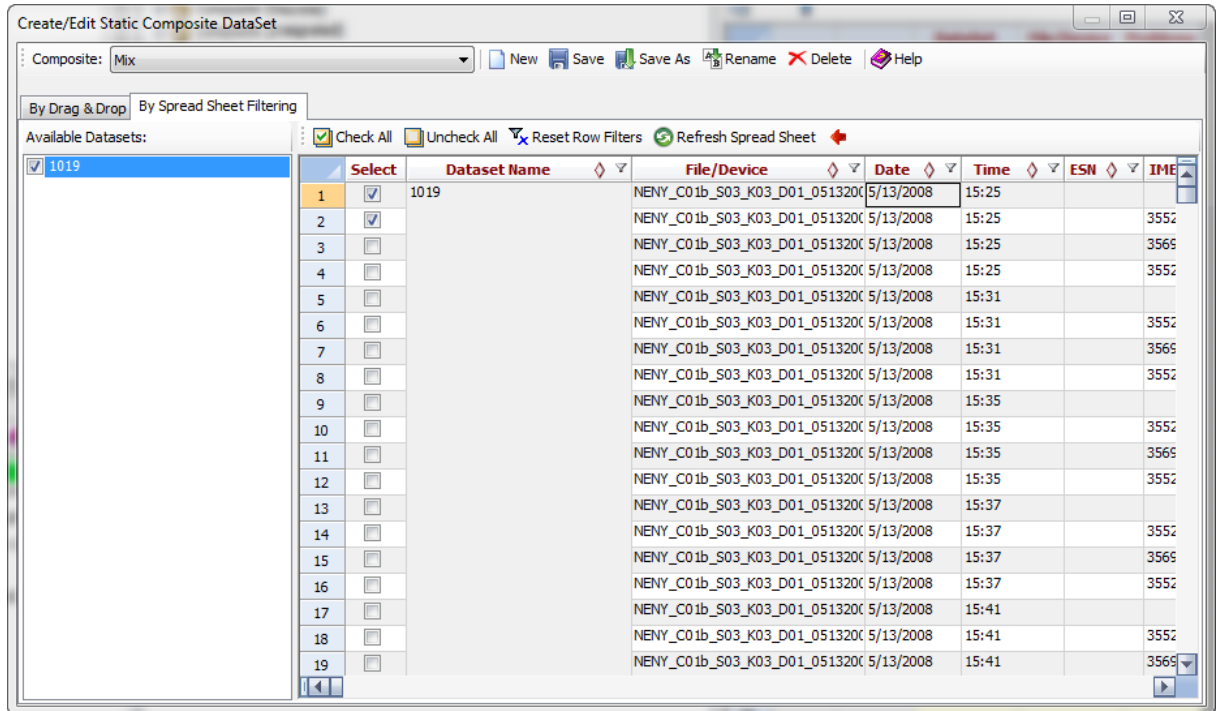 Create/Edit Static Composite DataSet
Composite: Mix New Save Save As Rename Delete Help
By Drag & Drop By Spread Sheet Filtering
Available Datasets: Check All Uncheck All Reset Row Filters Refresh Spread Sheet
1019
Select Dataset Name File/Device Date Time ESN IME
1 1019 NENY_C01b_S03_K03_D01_0513200 5/13/2008 15:25
2 NENY_C01b_S03_K03_D01_0513200 5/13/2008 15:25 3552
3 NENY_C01b_S03_K03_D01_0513200 5/13/2008 15:25 3569
4 NENY_C01b_S03_K03_D01_0513200 5/13/2008 15:25 3552
5 NENY_C01b_S03_K03_D01_0513200 5/13/2008 15:31
6 NENY_C01b_S03_K03_D01_0513200 5/13/2008 15:31 3552
7 NENY_C01b_S03_K03_D01_0513200 5/13/2008 15:31 3569
8 NENY_C01b_S03_K03_D01_0513200 5/13/2008 15:31 3552
9 NENY_C01b_S03_K03_D01_0513200 5/13/2008 15:35
10 NENY_C01b_S03_K03_D01_0513200 5/13/2008 15:35 3552
11 NENY_C01b_S03_K03_D01_0513200 5/13/2008 15:35 3569
12 NENY_C01b_S03_K03_D01_0513200 5/13/2008 15:35 3552
13 NENY_C01b_S03_K03_D01_0513200 5/13/2008 15:37
14 NENY_C01b_S03_K03_D01_0513200 5/13/2008 15:37 3552
15 NENY_C01b_S03_K03_D01_0513200 5/13/2008 15:37 3569
16 NENY_C01b_S03_K03_D01_0513200 5/13/2008 15:37 3552
17 NENY_C01b_S03_K03_D01_0513200 5/13/2008 15:41
18 NENY_C01b_S03_K03_D01_0513200 5/13/2008 15:41 3552
19 NENY_C01b_S03_K03_D01_0513200 5/13/2008 15:41 3569